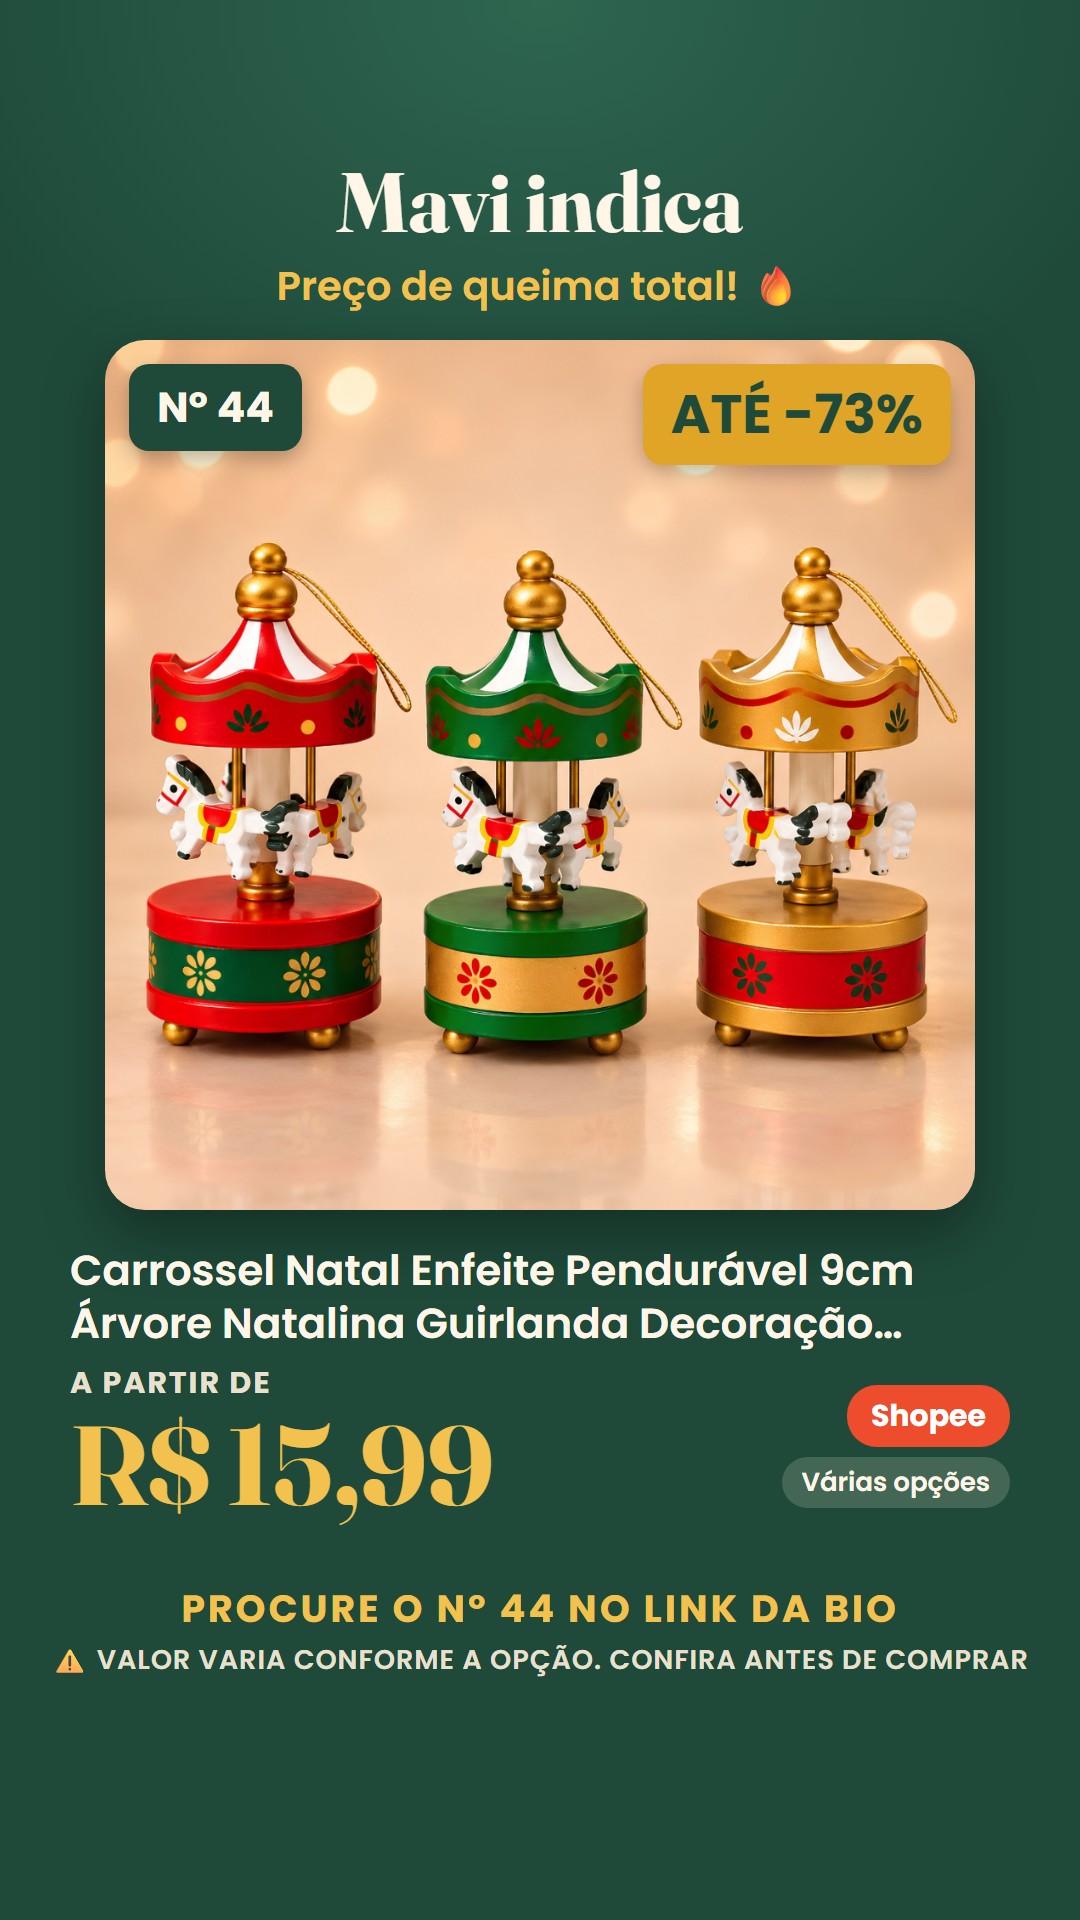 Mavi indica
Preço de queima total! 🔥
Nº 44
ATÉ -73%
Carrossel Natal Enfeite Pendurável 9cm
Árvore Natalina Guirlanda Decoração...
A PARTIR DE
R$ 15,99
Shopee
Várias opções
PROCURE O Nº 44 NO LINK DA BIO
⚠ VALOR VARIA CONFORME A OPÇÃO. CONFIRA ANTES DE COMPRAR